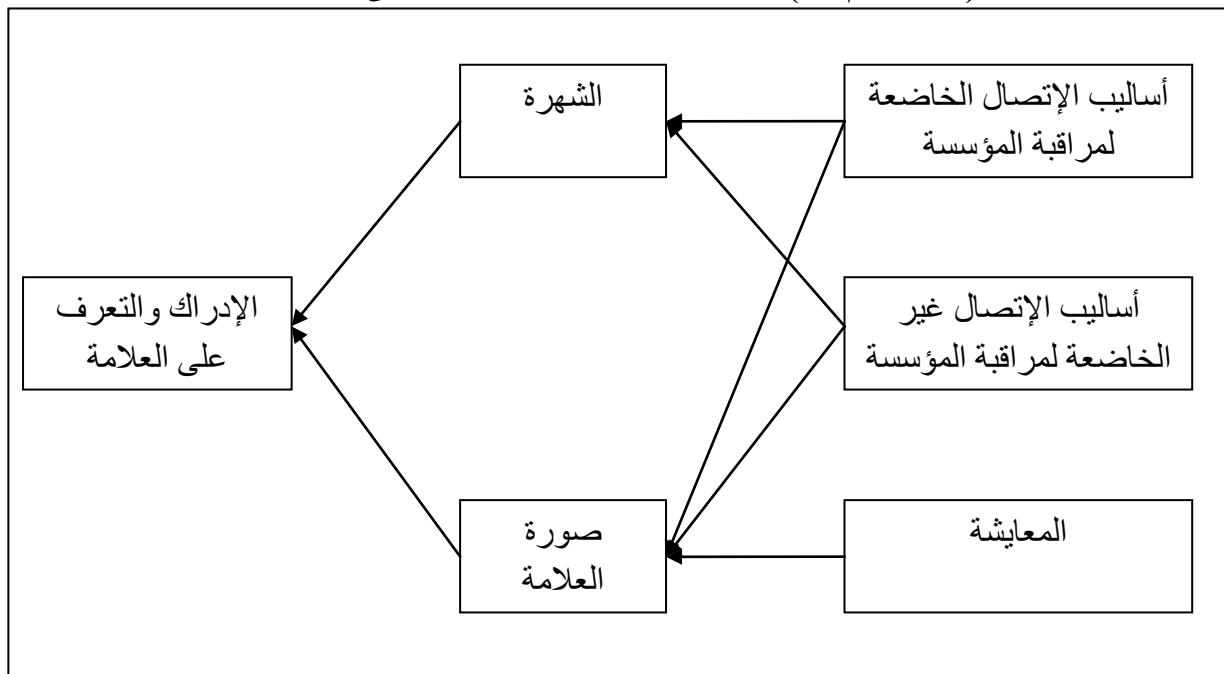 أساليب الإتصال الخاضعة
لمراقبة المؤسسة
الشهرة
أساليب الإتصال غير
الخاضعة لمراقبة المؤسسة
الإدراك والتعرف
على العلامة
المعايشة
صورة
العلامة